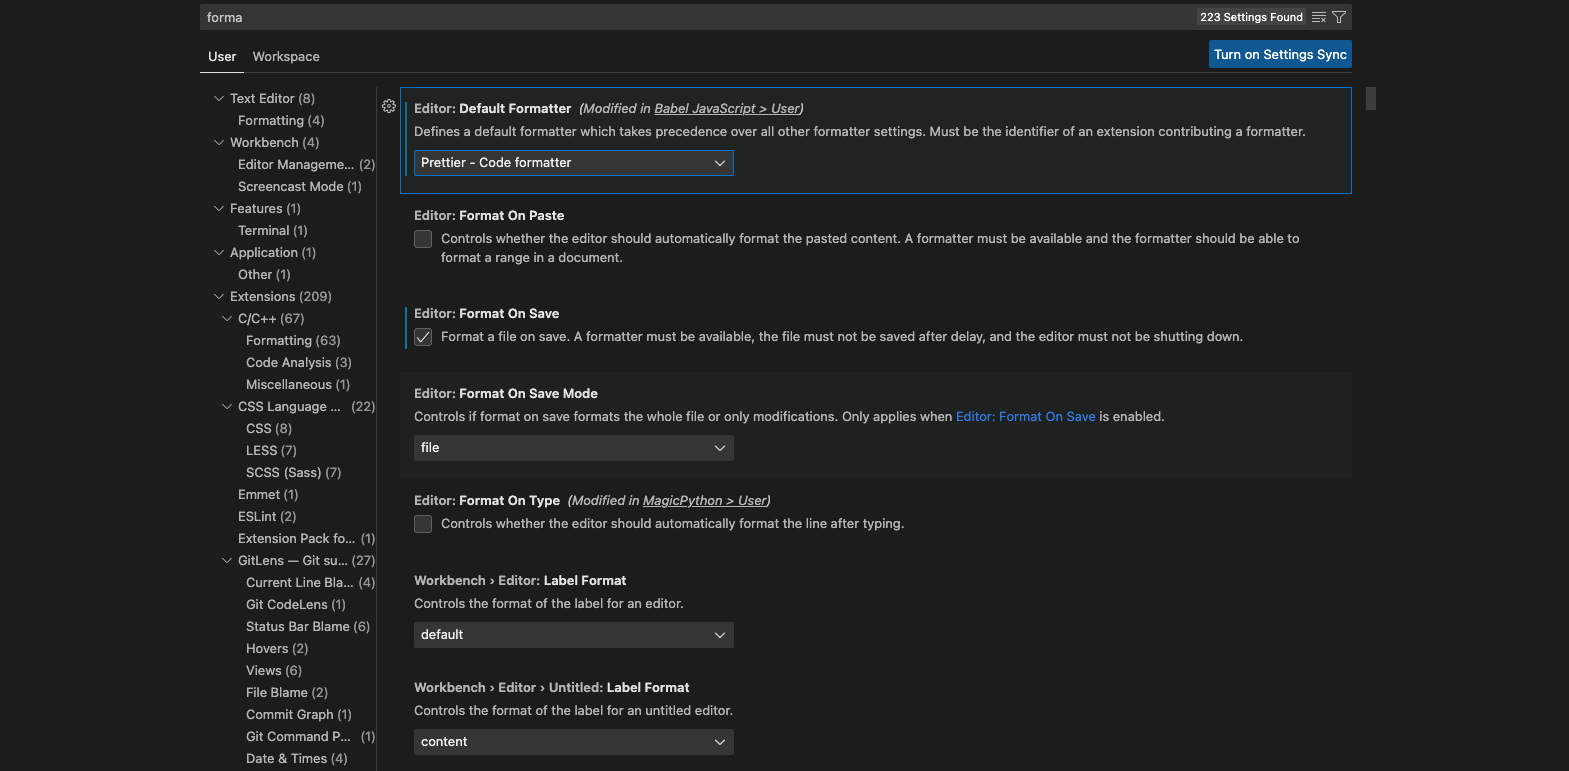 forma
223 Settings Found
User
Workspace
Turn on Settings Sync
Text Editor (8)
Formatting (4)
Workbench (4)
Editor Manageme... (2)
Screencast Mode (1)
Features (1)
Terminal (1)
Application (1)
Other (1)
Extensions (209)
C/C++ (67)
Formatting (63)
Code Analysis (3)
Miscellaneous (1)
CSS Language ... (22)
CSS (8)
LESS (7)
SCSS (Sass) (7)
Emmet (1)
ESLint (2)
Extension Pack fo... (1)
GitLens — Git su... (27)
Current Line Bla... (4)
Git CodeLens (1)
Status Bar Blame (6)
Hovers (2)
Views (6)
File Blame (2)
Commit Graph (1)
Git Command P... (1)
Date & Times (4)
Editor: Default Formatter (Modified in Babel JavaScript > User)
Defines a default formatter which takes precedence over all other formatter settings. Must be the identifier of an extension contributing a formatter.
Prettier - Code formatter
Editor: Format On Paste
Controls whether the editor should automatically format the pasted content. A formatter must be available and the formatter should be able to
format a range in a document.
Editor: Format On Save
Format a file on save. A formatter must be available, the file must not be saved after delay, and the editor must not be shutting down.
Editor: Format On Save Mode
Controls if format on save formats the whole file or only modifications. Only applies when Editor: Format On Save is enabled.
file
Editor: Format On Type (Modified in MagicPython > User)
Controls whether the editor should automatically format the line after typing.
Workbench › Editor: Label Format
Controls the format of the label for an editor.
default
Workbench › Editor › Untitled: Label Format
Controls the format of the label for an untitled editor.
content